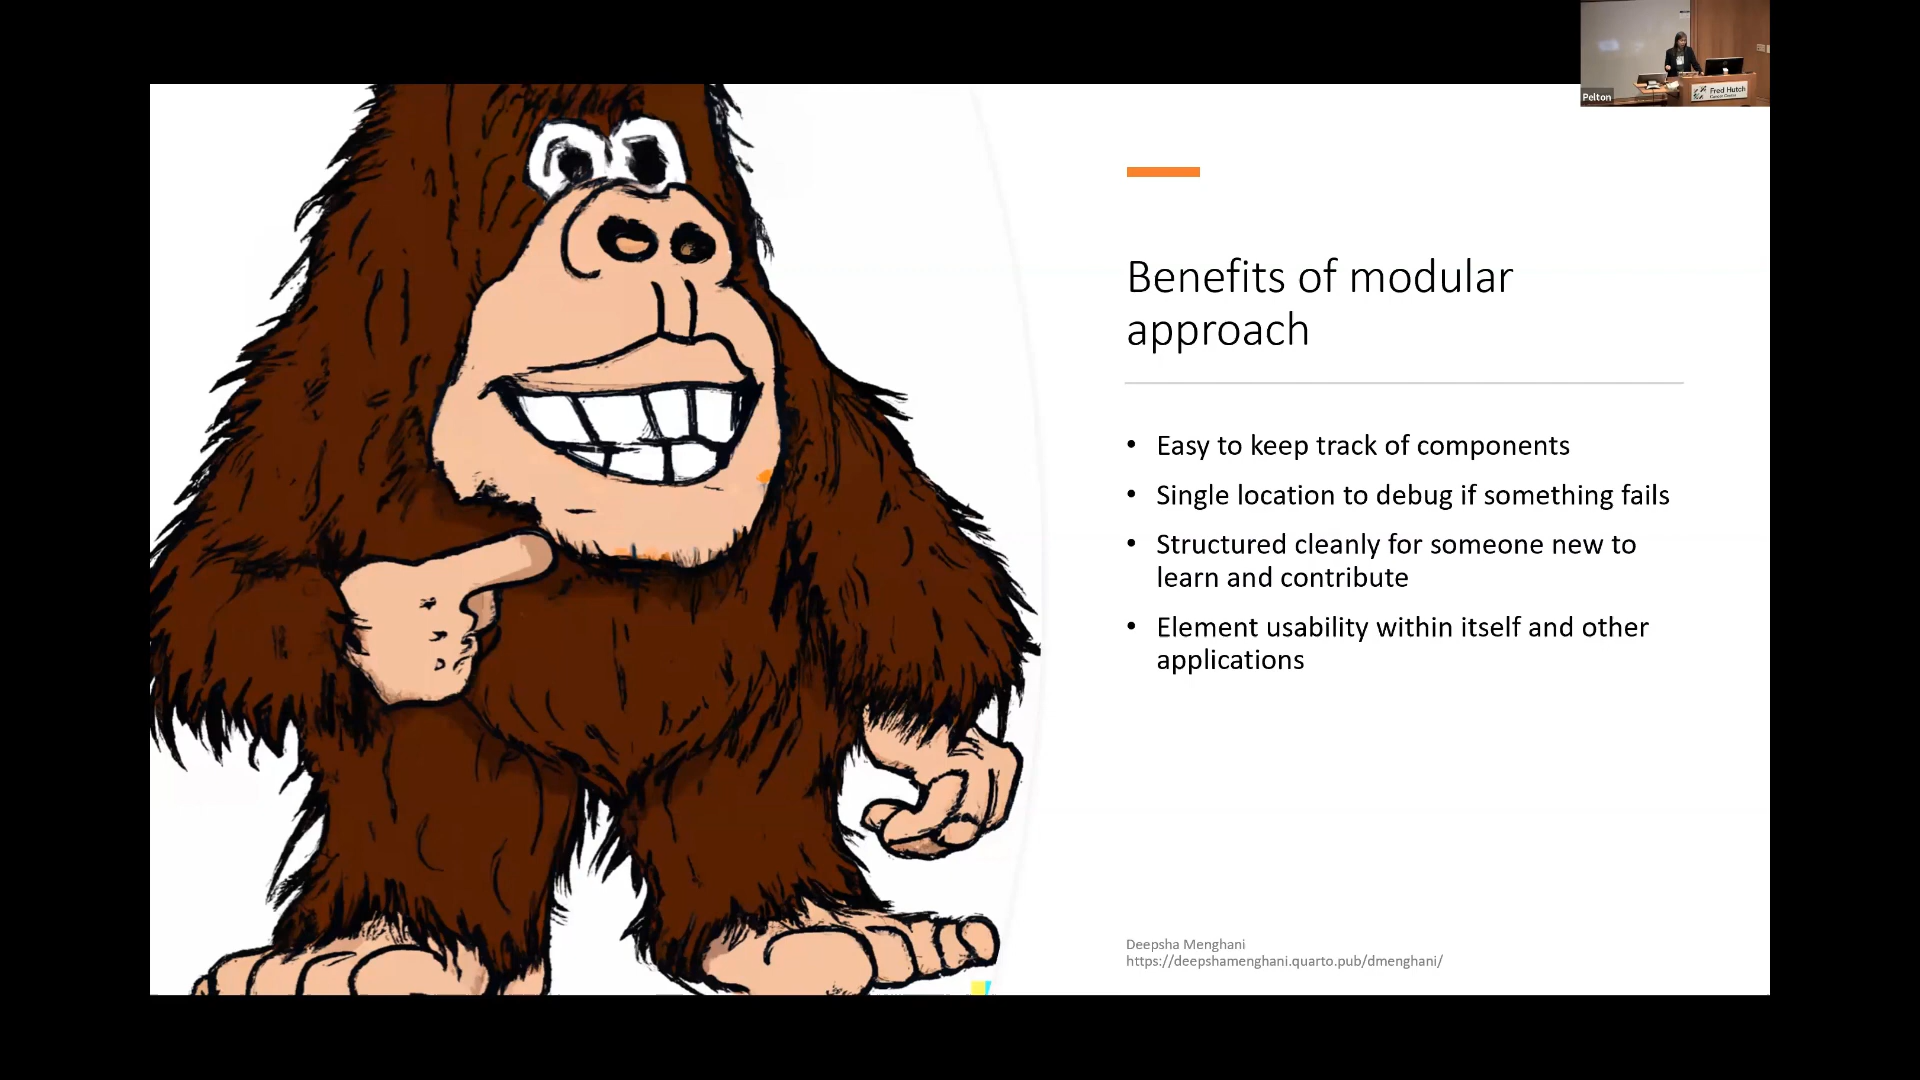 Pelton
Fred Hutch
Cancer Center
Benefits of modular
approach
• Easy to keep track of components
• Single location to debug if something fails
• Structured cleanly for someone new to
learn and contribute
• Element usability within itself and other
applications
Deepsha Menghani
https://deepshamenghani.quarto.pub/dmenghani/